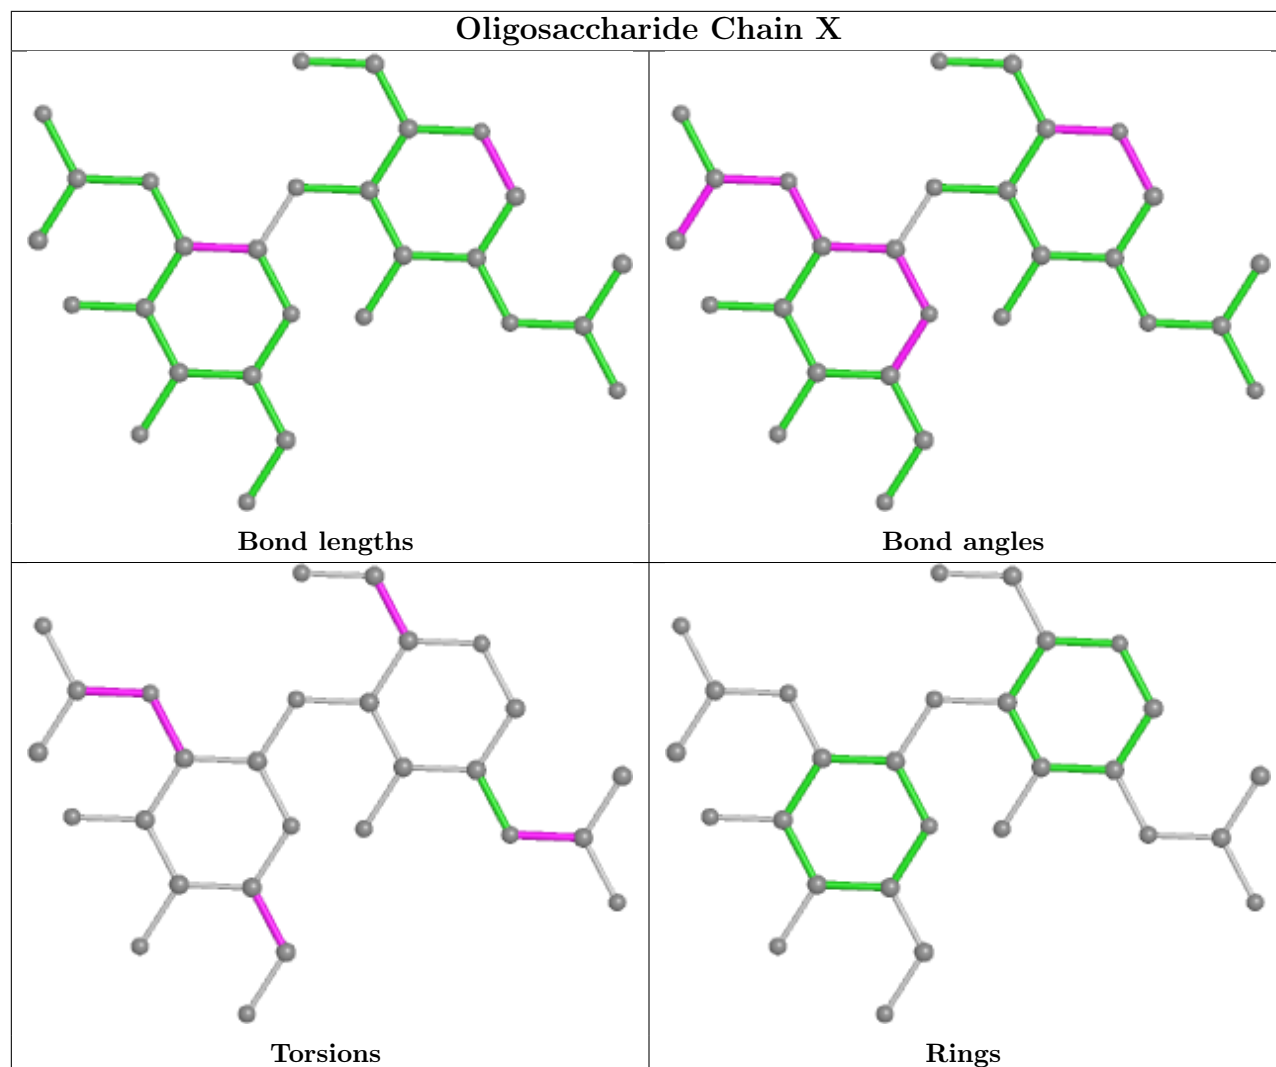 Oligosaccharide Chain X
Bond lengths
Bond angles
Torsions
Rings